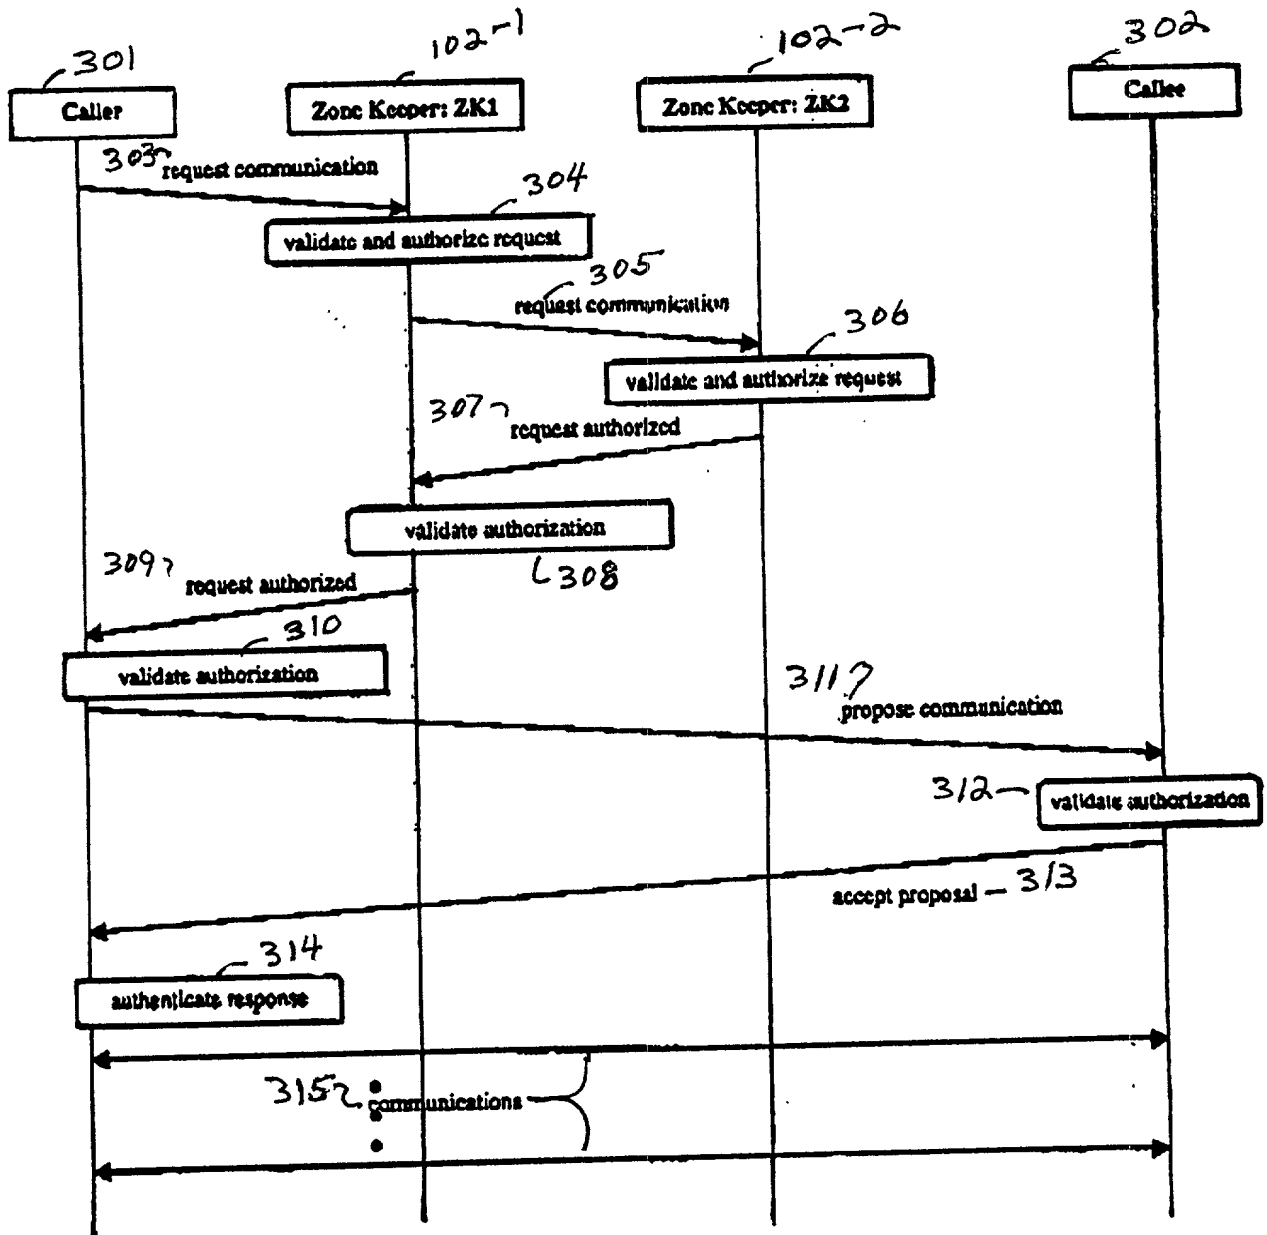 301
102-1
102-2
302
Caller
Zone Keeper: ZK1
Zone Keeper: ZK2
Callee
303
request communication
304
validate and authorize request
305
request communication
306
validate and authorize request
307
request authorized
validate authorization
308
309
request authorized
310
validate authorization
311
propose communication
312
validate authorization
accept proposal
313
314
authenticate response
315
communications